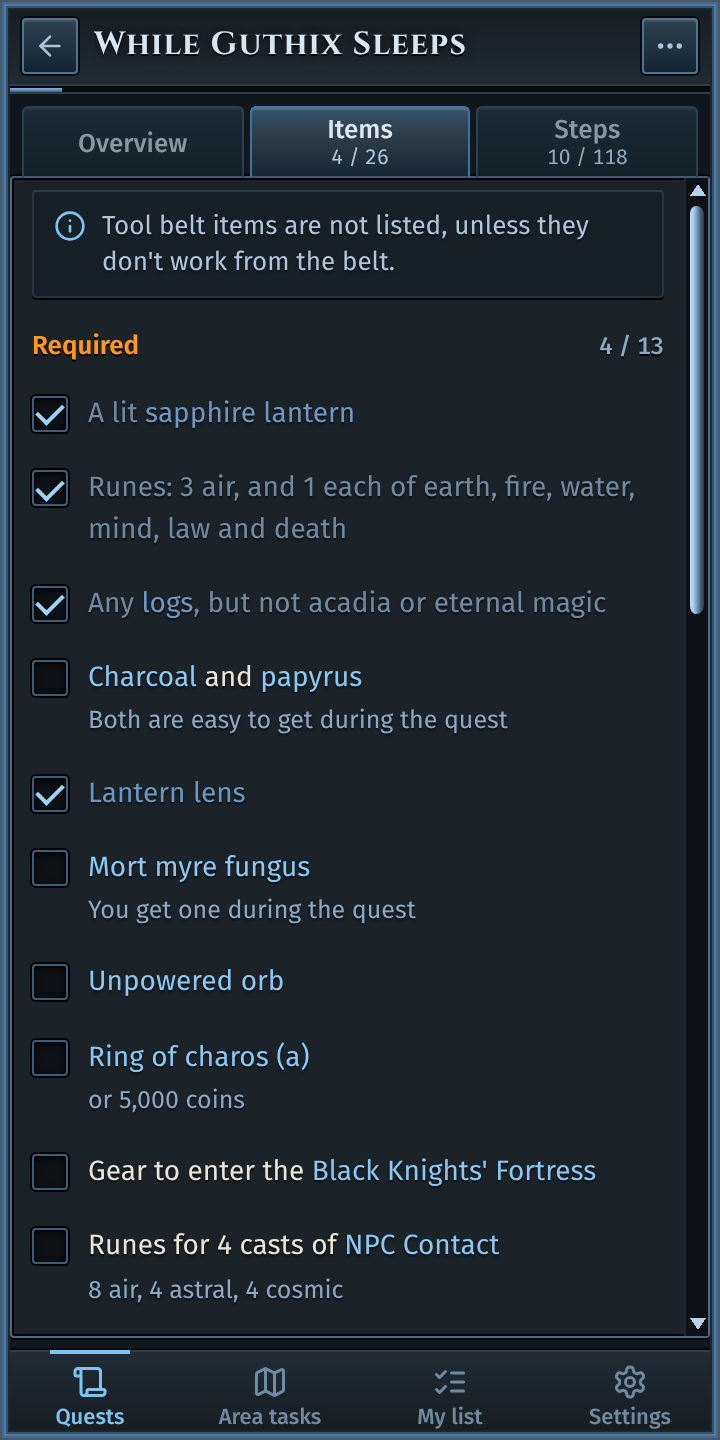 While Guthix Sleeps
Overview
Items
4 / 26
Steps
10 / 118
Tool belt items are not listed, unless they
don't work from the belt.
Required
4 / 13
A lit sapphire lantern
Runes: 3 air, and 1 each of earth, fire, water,
mind, law and death
Any logs, but not acadia or eternal magic
Charcoal and papyrus
Both are easy to get during the quest
Lantern lens
Mort myre fungus
You get one during the quest
Unpowered orb
Ring of charos (a)
or 5,000 coins
Gear to enter the Black Knights' Fortress
Runes for 4 casts of NPC Contact
8 air, 4 astral, 4 cosmic
Quests
Area tasks
My list
Settings